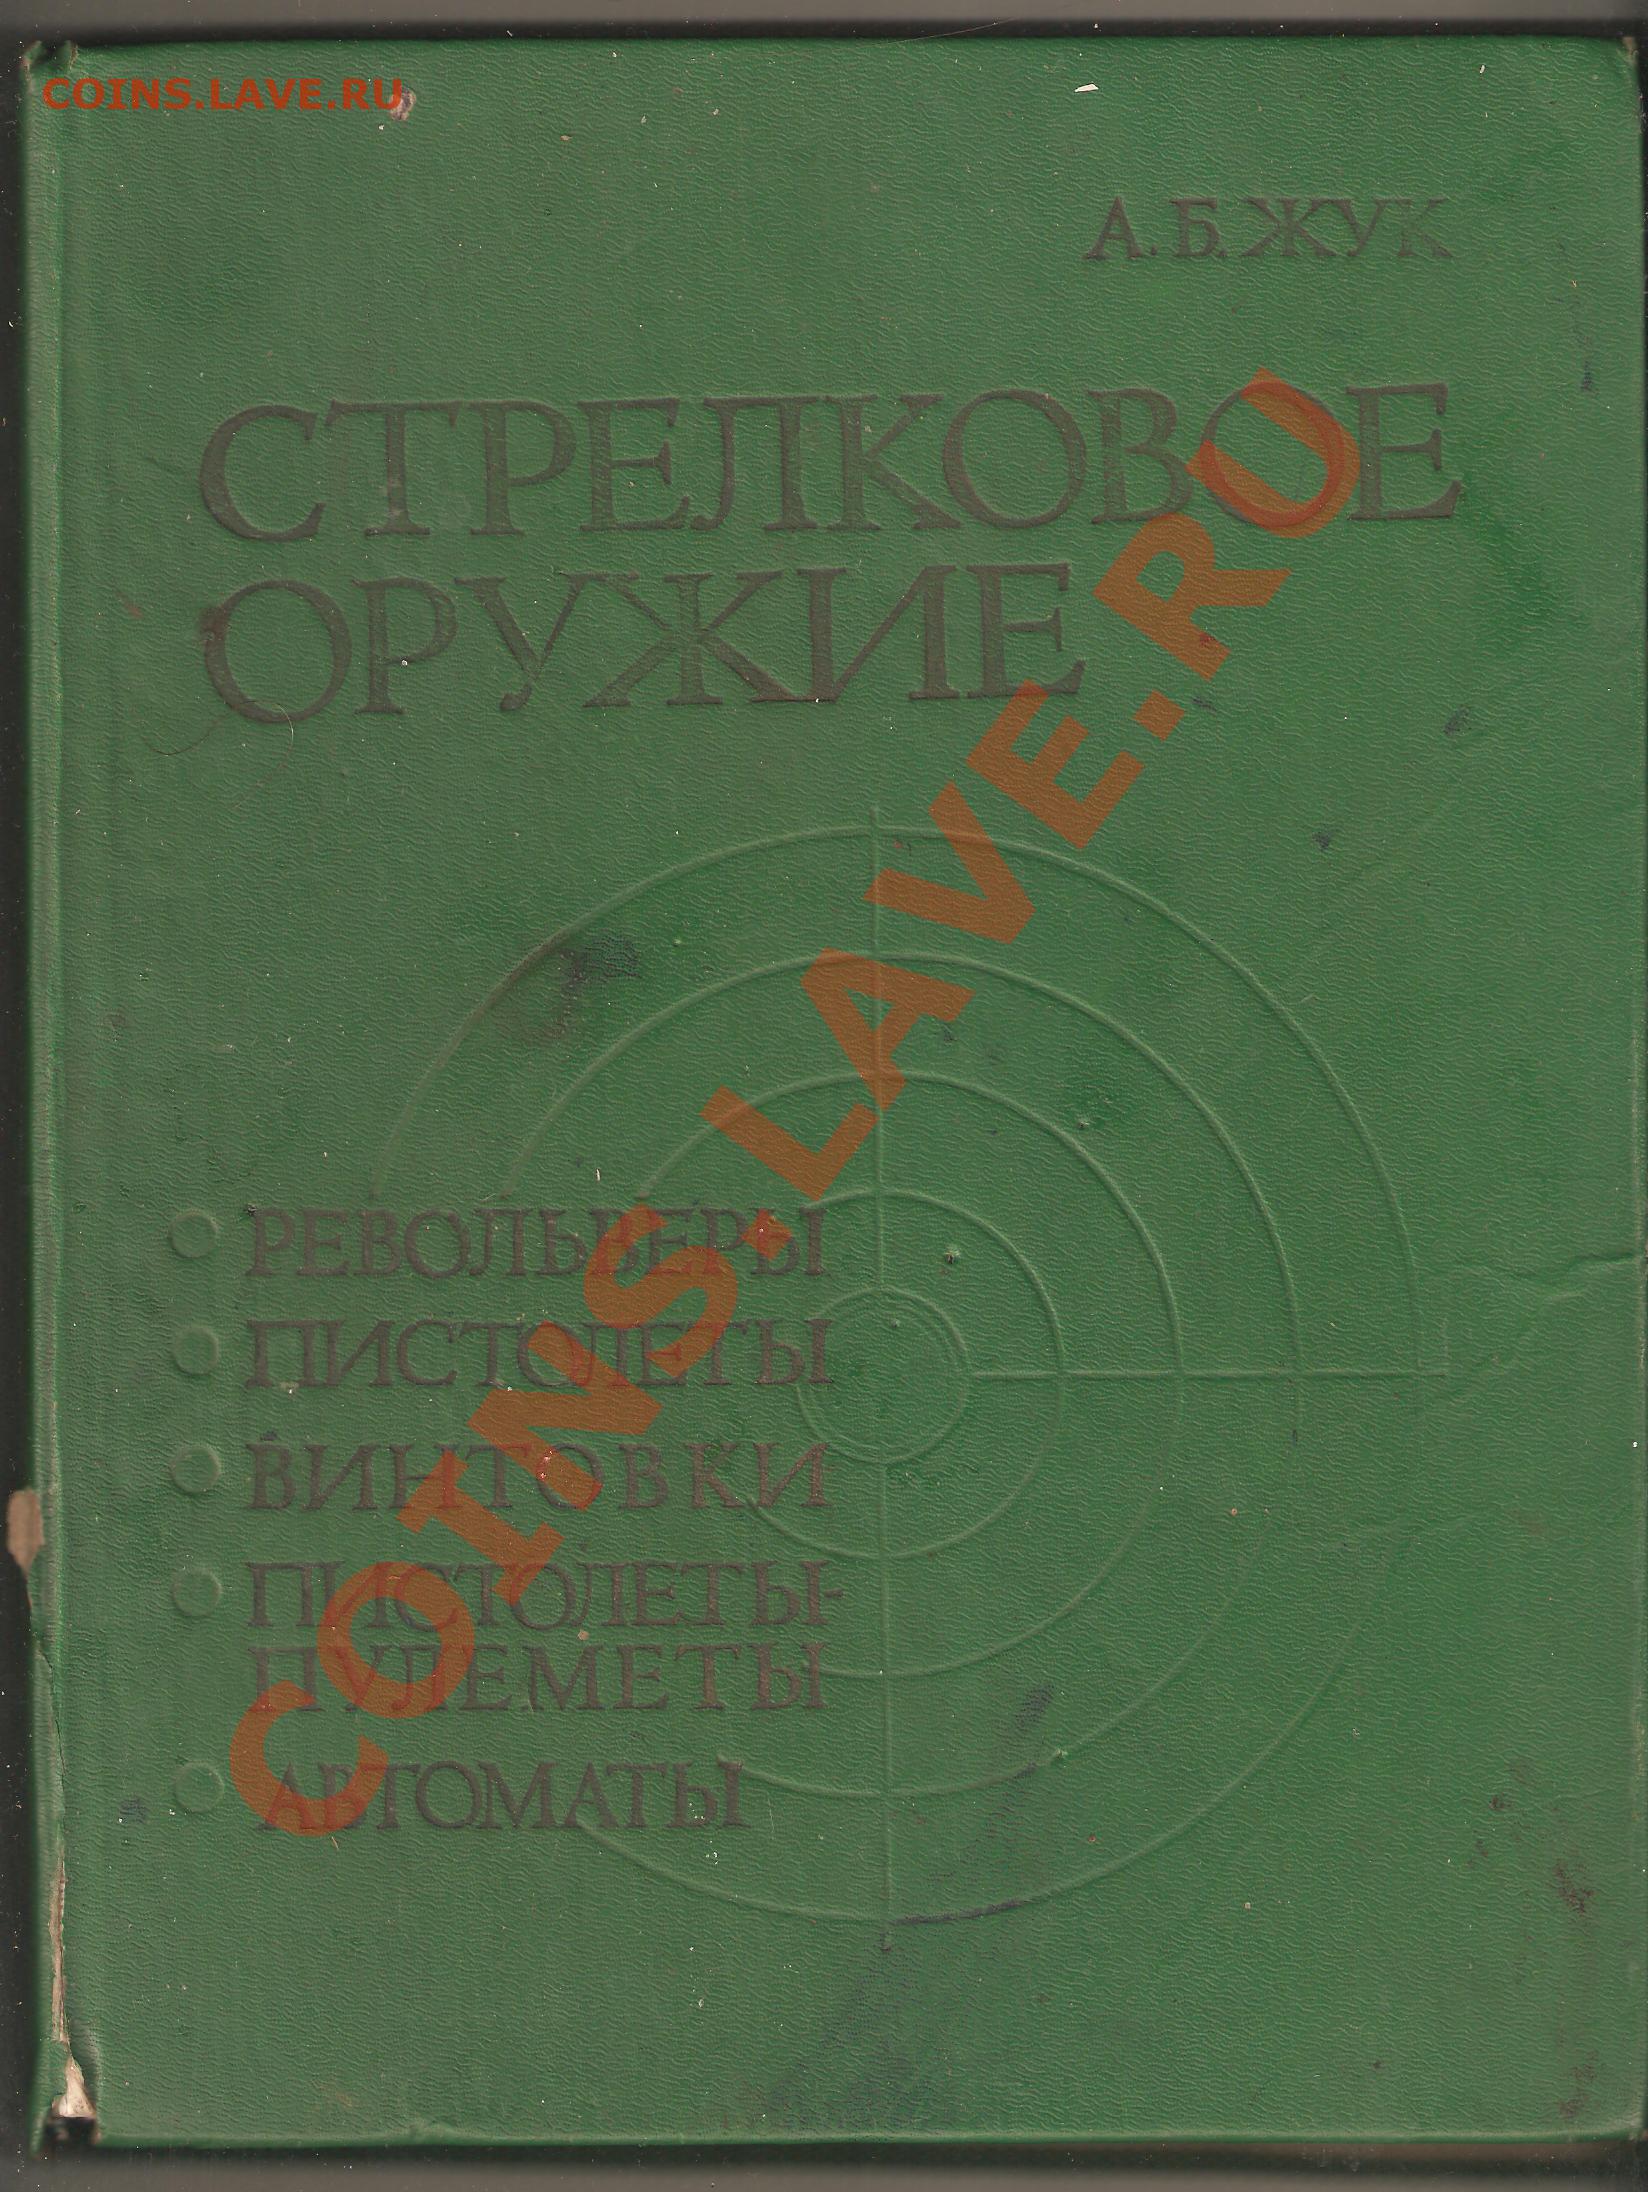 COINS.LAVE.RU
А.Б.ЖУК
СТРЕЛКОВОЕ
ОРУЖИЕ
COINS.LAVE.RU
РЕВОЛЬВЕРЫ
ПИСТОЛЕТЫ
ВИНТОВКИ
ПИСТОЛЕТЫ-
ПУЛЕМЕТЫ
АВТОМАТЫ